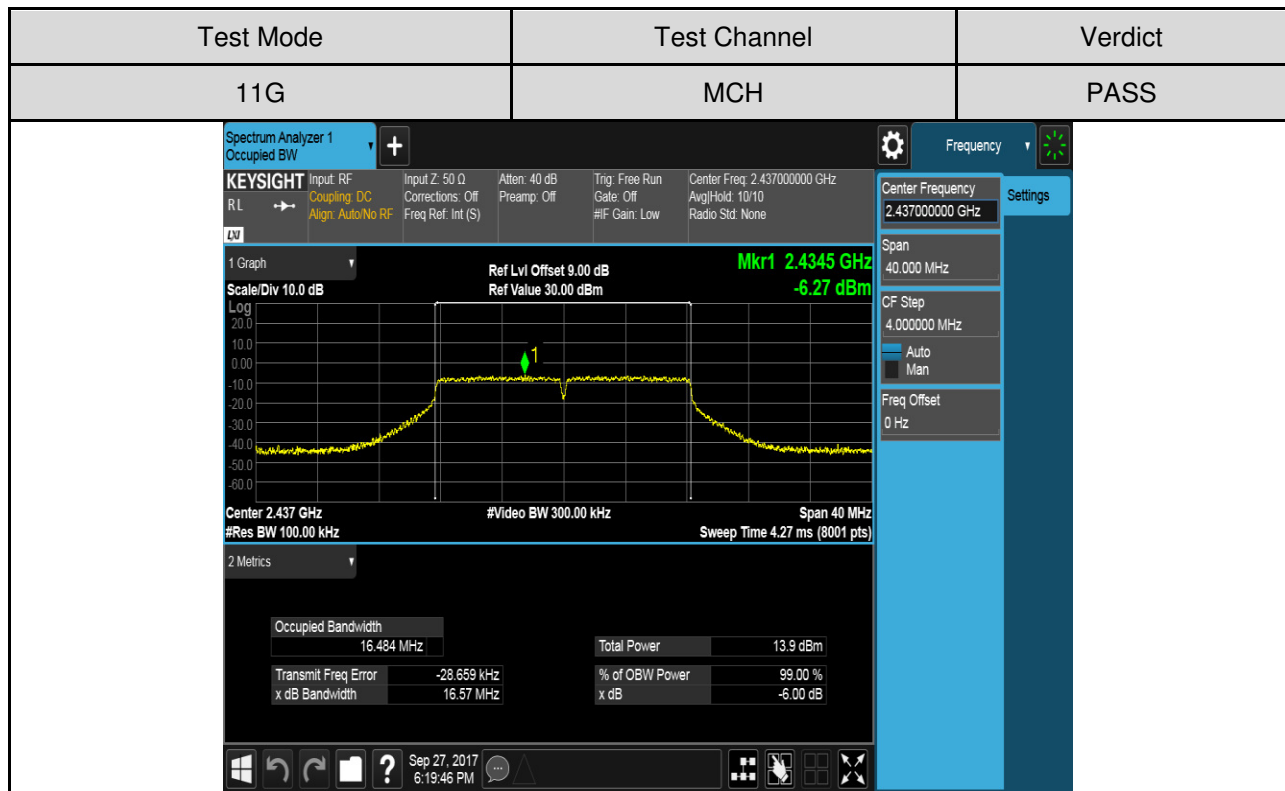 Test Mode Test Channel Verdict
11G MCH PASS
Spectrum Analyzer 1
Occupied BW
+
Frequency
KEYSIGHT
RL
LXI
Input: RF
Coupling: DC
Align: Auto/No RF
Input Z: 50 Ω
Corrections: Off
Freq Ref: Int (S)
Atten: 40 dB
Preamp: Off
Trig: Free Run
Gate: Off
#IF Gain: Low
Center Freq: 2.437000000 GHz
Avg|Hold: 10/10
Radio Std: None
Center Frequency
2.437000000 GHz
Settings
Span
40.000 MHz
CF Step
4.000000 MHz
Auto
Man
Freq Offset
0 Hz
1 Graph
Scale/Div 10.0 dB
Ref Lvl Offset 9.00 dB
Ref Value 30.00 dBm
Mkr1 2.4345 GHz
-6.27 dBm
Log
20.0
10.0
0.00
-10.0
-20.0
-30.0
-40.0
-50.0
-60.0
1
Center 2.437 GHz #Video BW 300.00 kHz Span 40 MHz
#Res BW 100.00 kHz Sweep Time 4.27 ms (8001 pts)
2 Metrics
Occupied Bandwidth
16.484 MHz
Total Power 13.9 dBm
Transmit Freq Error -28.659 kHz % of OBW Power 99.00 %
x dB Bandwidth 16.57 MHz x dB -6.00 dB
?
Sep 27, 2017
6:19:46 PM